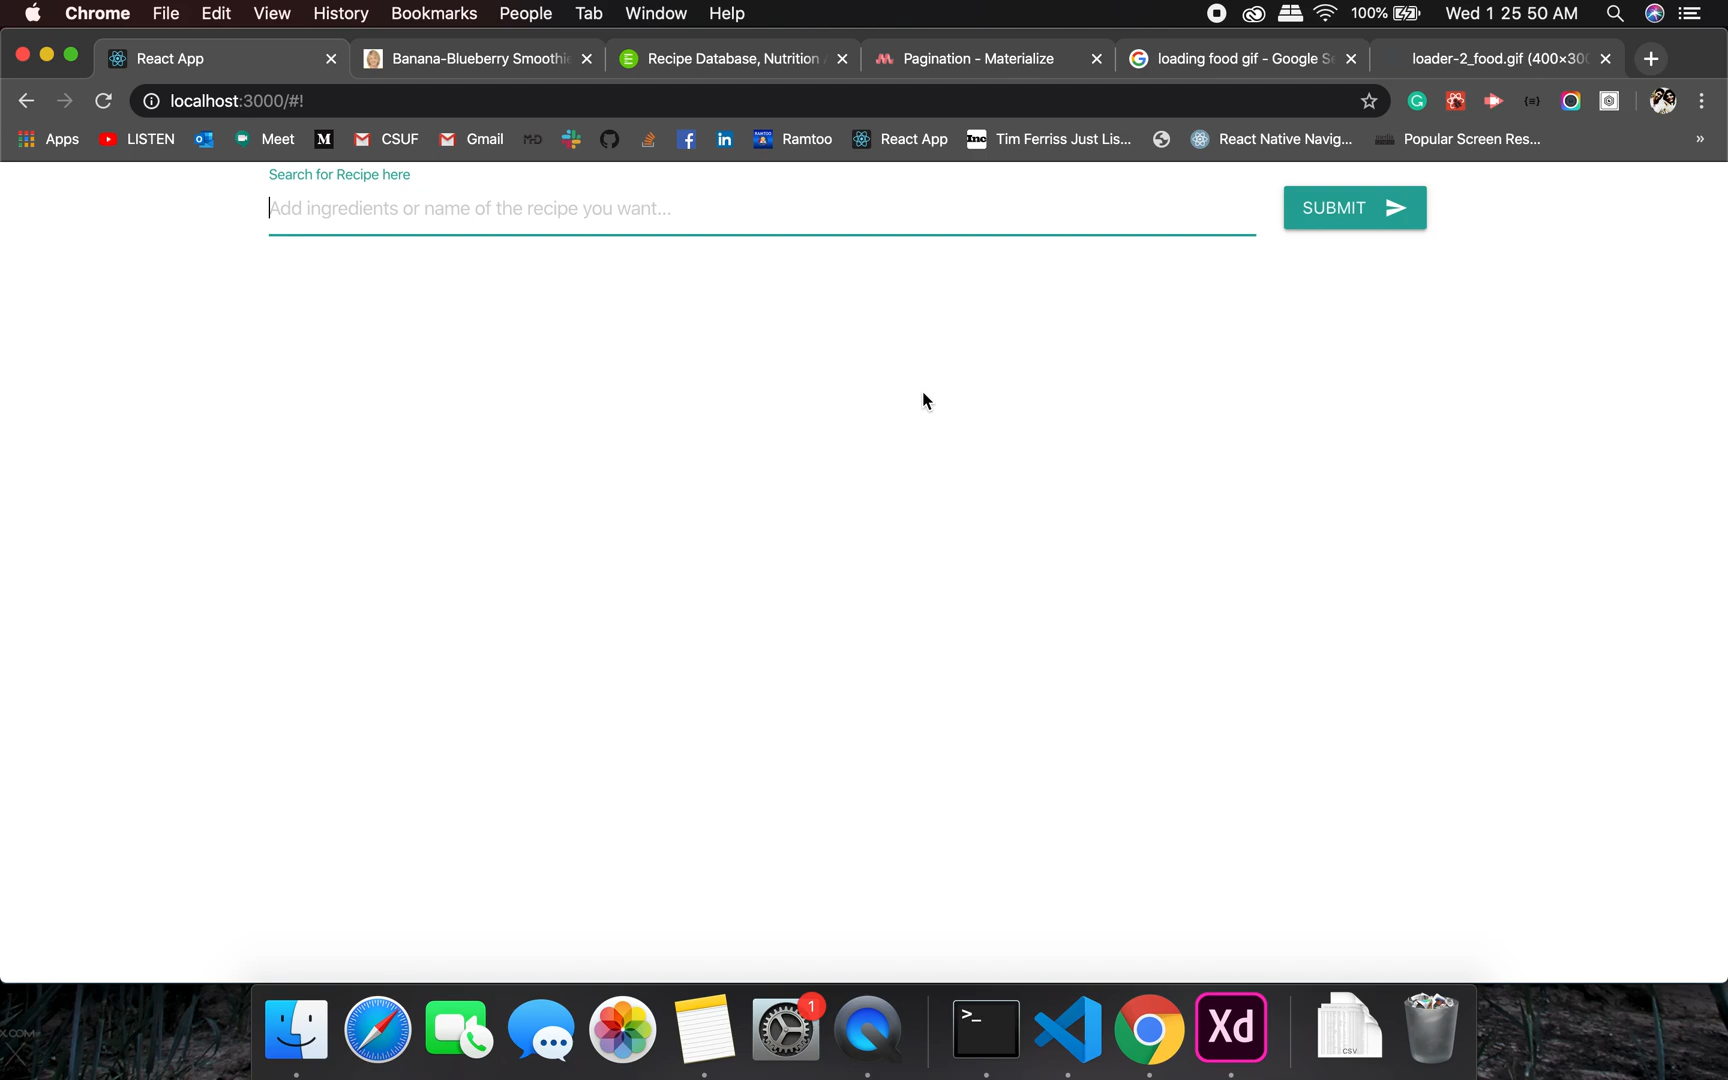 Chrome File Edit View History Bookmarks People Tab Window Help 100% Wed 1 25 50 AM
React App Banana-Blueberry Smoothi Recipe Database, Nutrition Pagination - Materialize loading food gif - Google S loader-2_food.gif (400×30
localhost:3000/#!
Apps LISTEN Meet M CSUF Gmail Ramtoo React App Inc Tim Ferriss Just Lis... React Native Navig... Popular Screen Res... »
Search for Recipe here
Add ingredients or name of the recipe you want...
SUBMIT
1
>_
Xd
CSV
X.COM